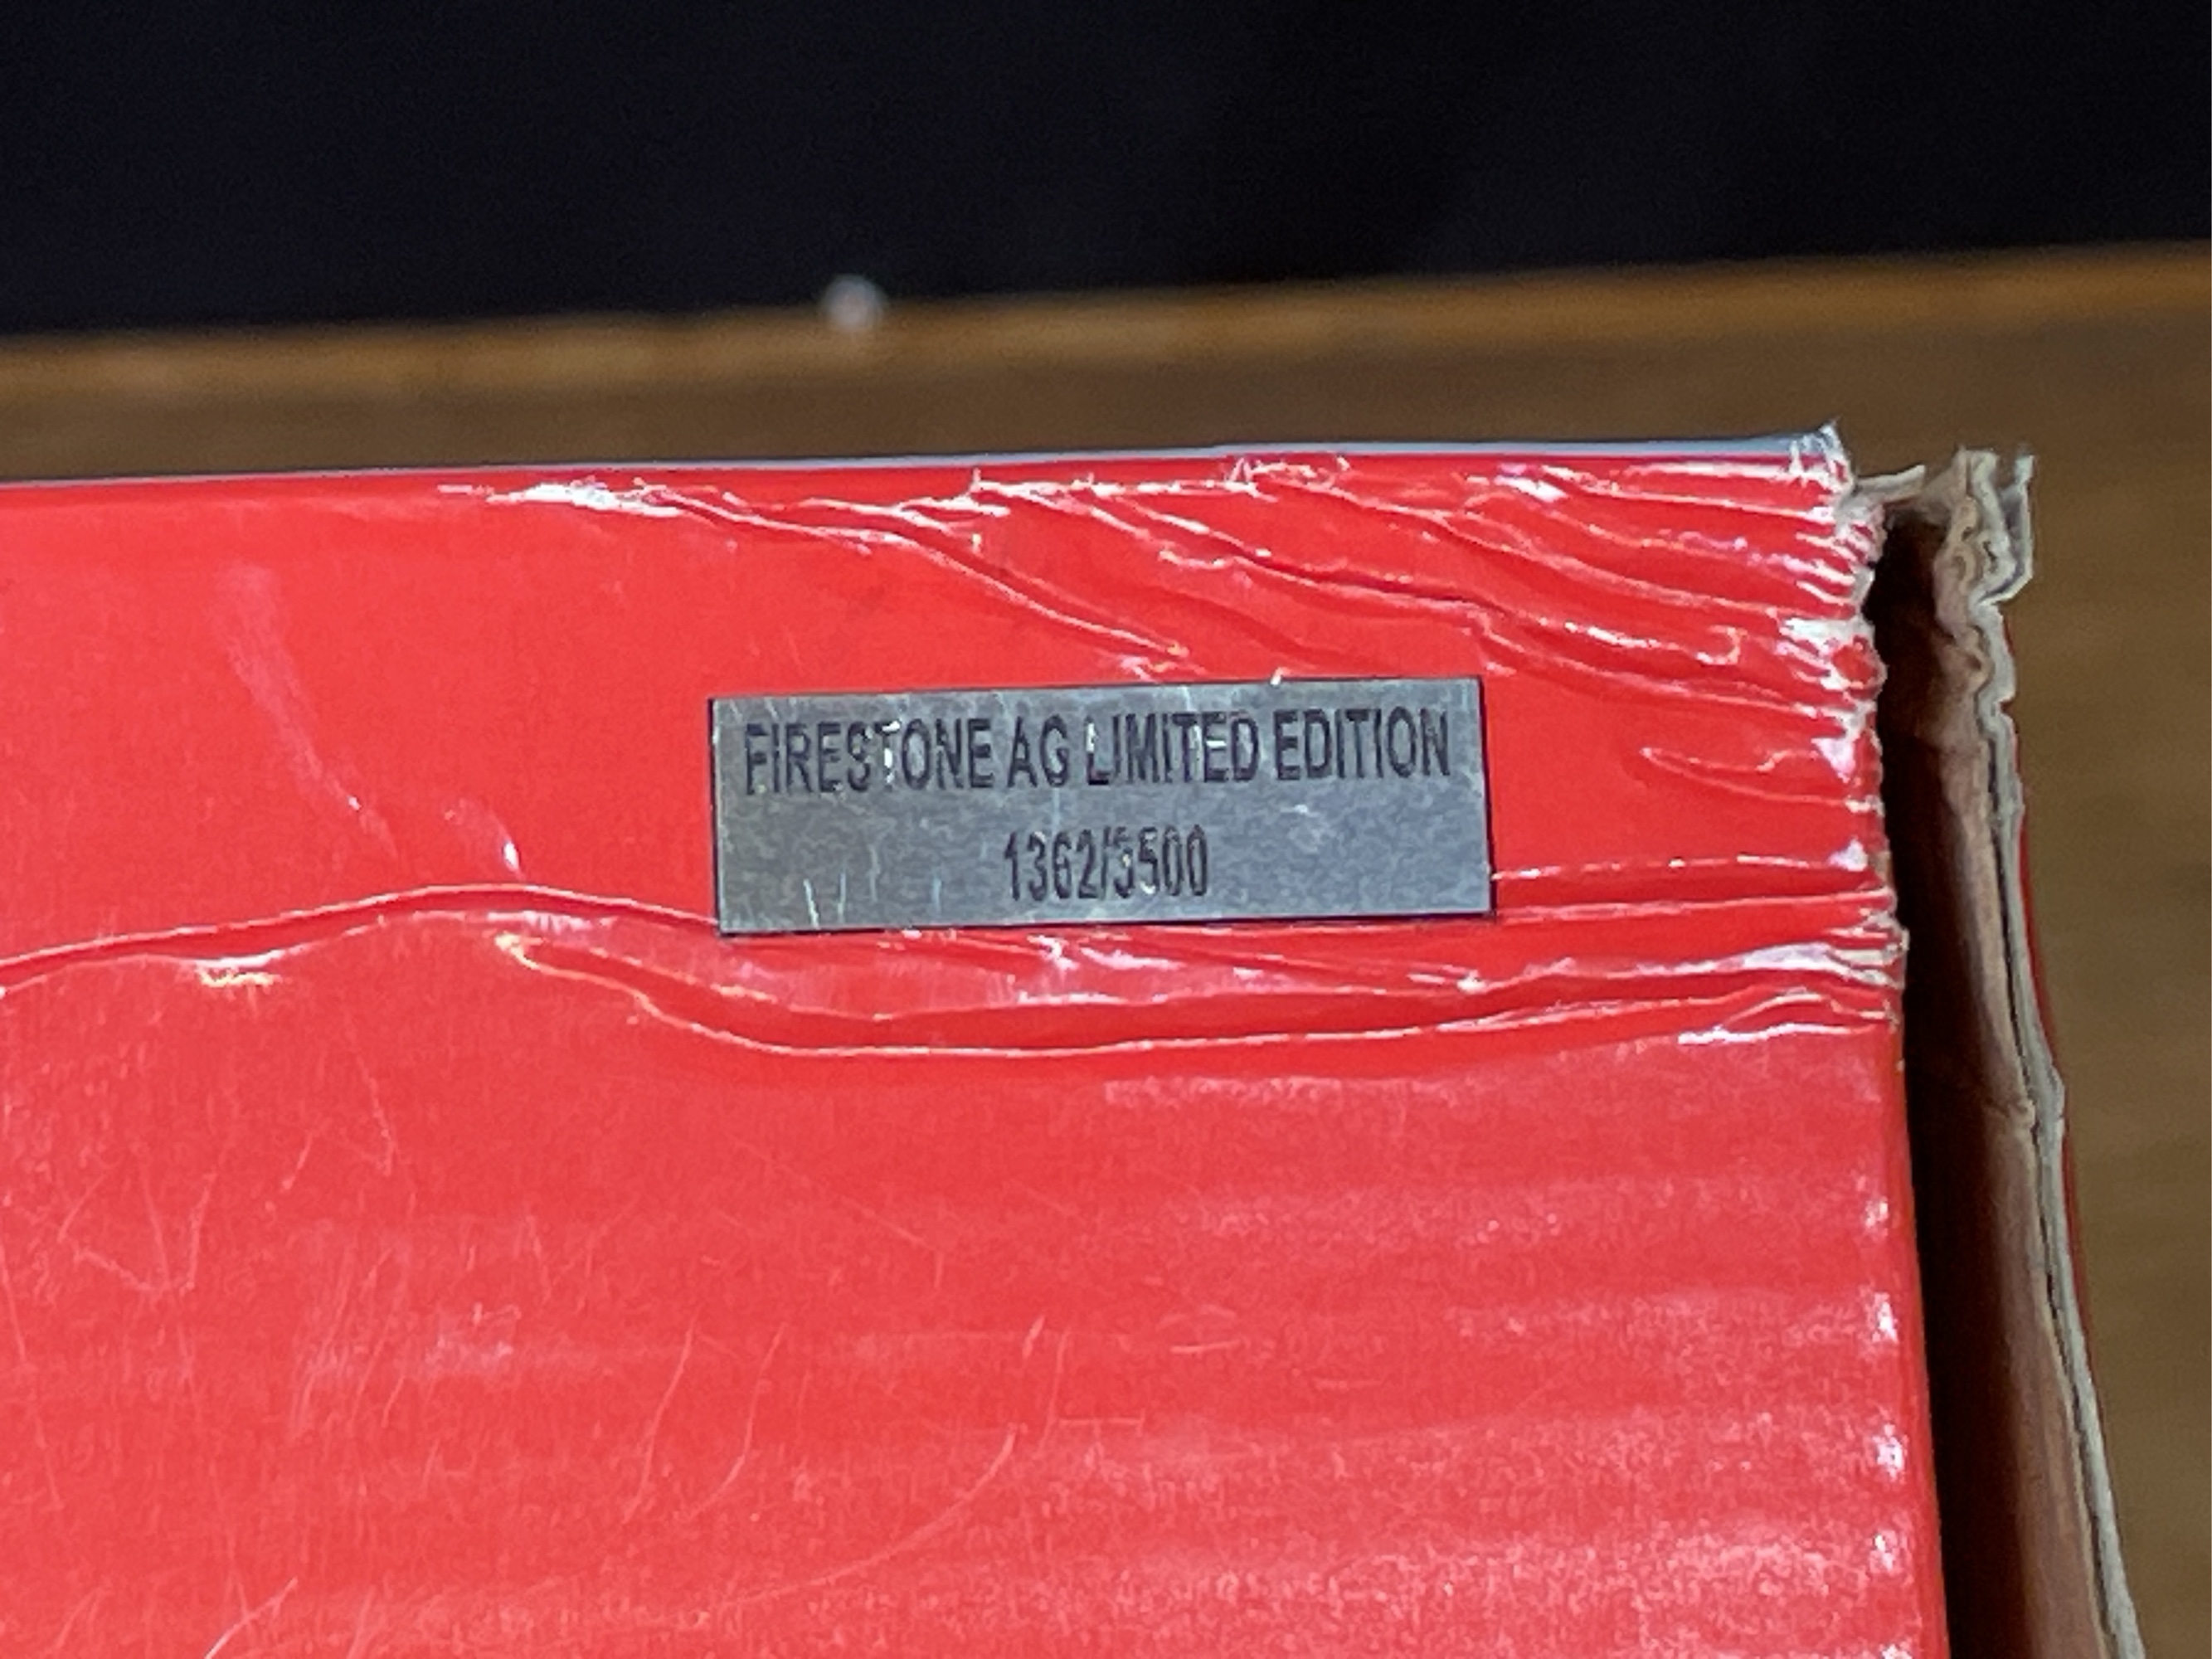 FIRESTONE AG LIMITED EDITION
1362/3500